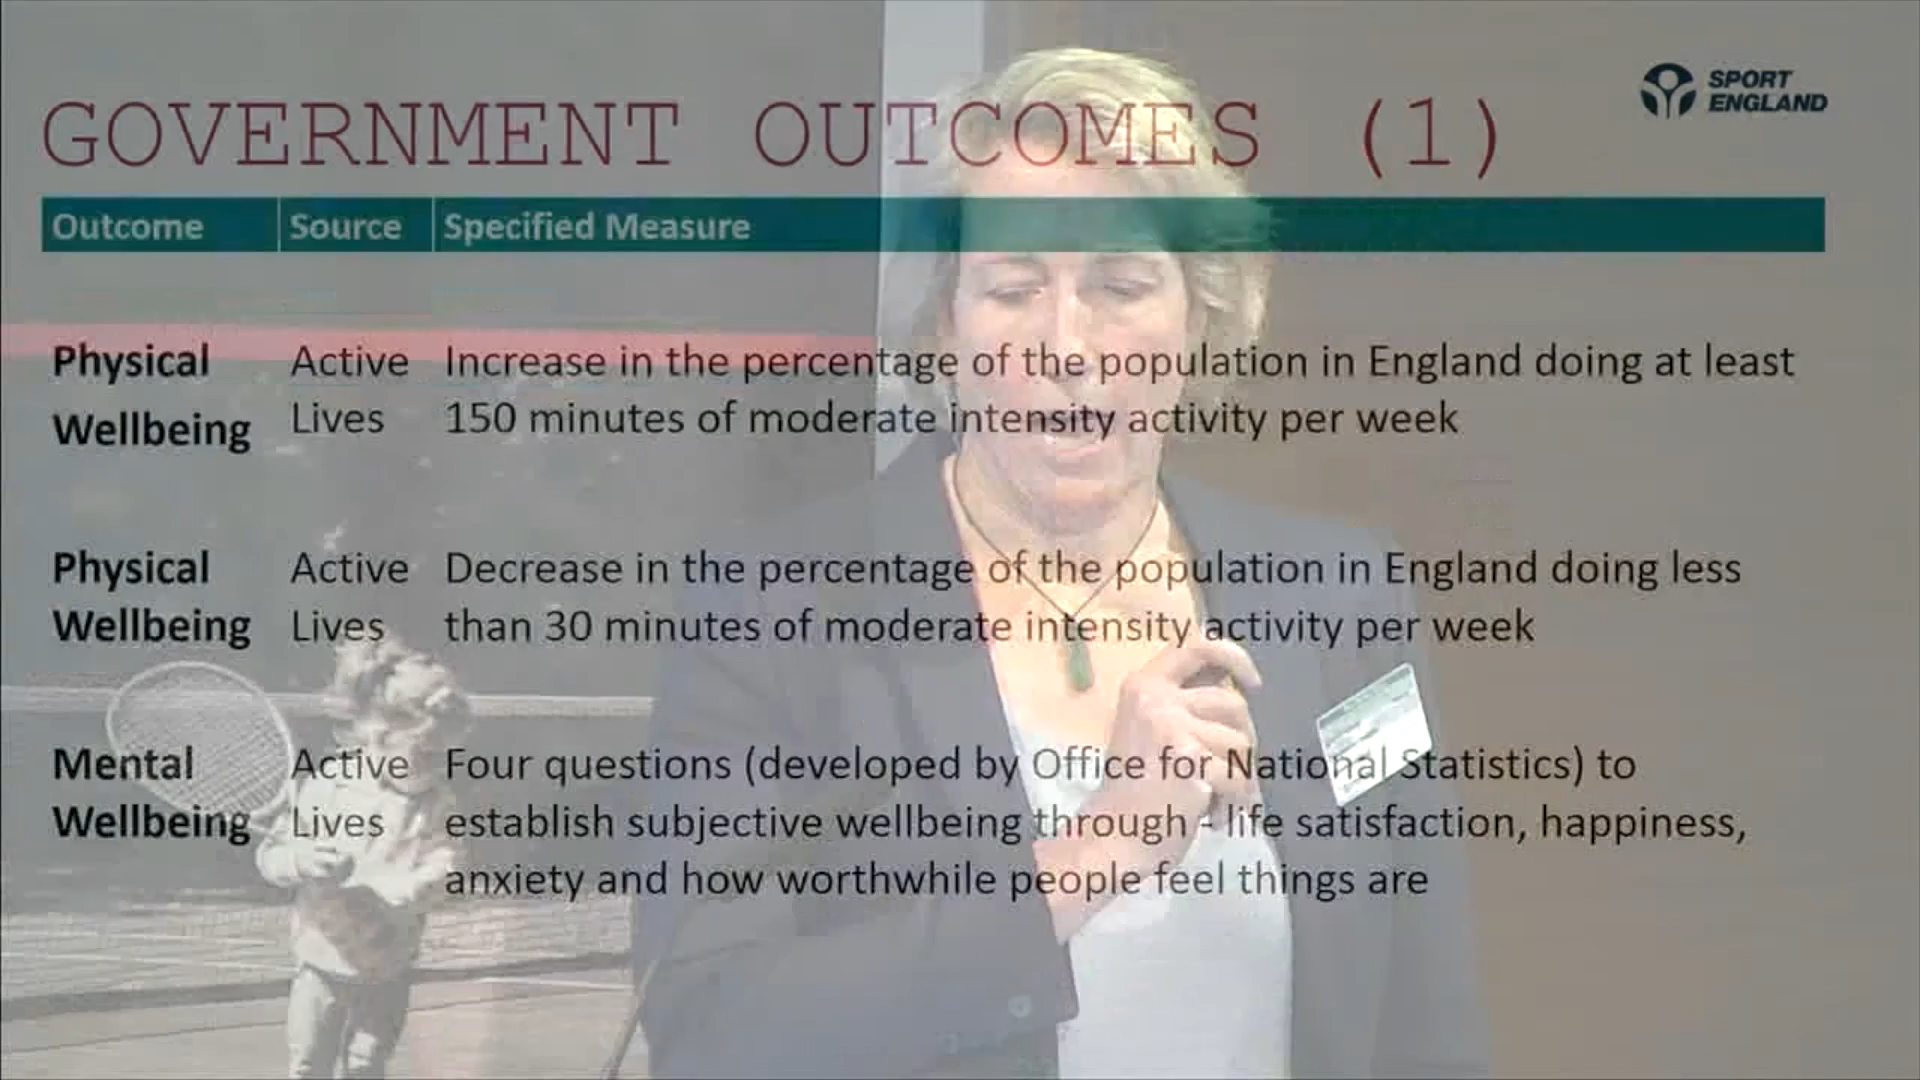 GOVERNMENT OUTCOMES (1)
SPORT
ENGLAND
Outcome Source Specified Measure
Physical Active Increase in the percentage of the population in England doing at least
Wellbeing Lives 150 minutes of moderate intensity activity per week
Physical Active Decrease in the percentage of the population in England doing less
Wellbeing Lives than 30 minutes of moderate intensity activity per week
Mental Active Four questions (developed by Office for National Statistics) to
Wellbeing Lives establish subjective wellbeing through - life satisfaction, happiness,
anxiety and how worthwhile people feel things are